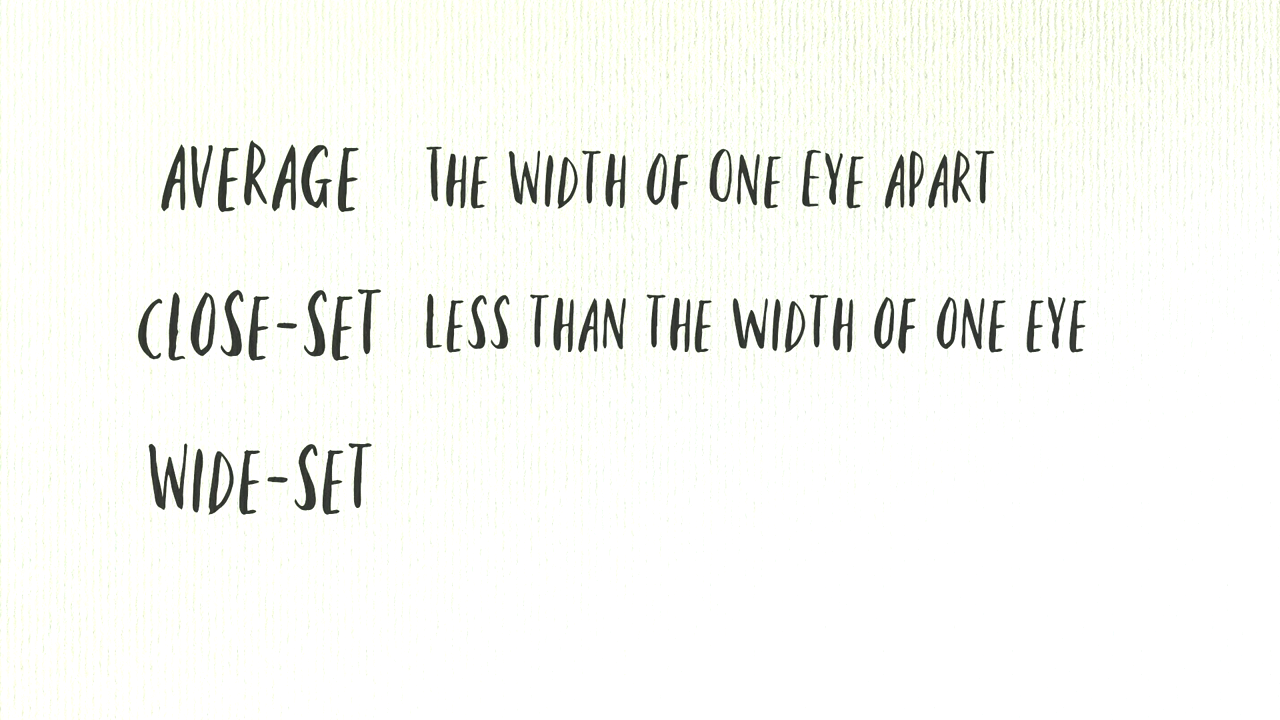 AVERAGE THE WIDTH OF ONE EYE APART
CLOSE-SET LESS THAN THE WIDTH OF ONE EYE
WIDE-SET